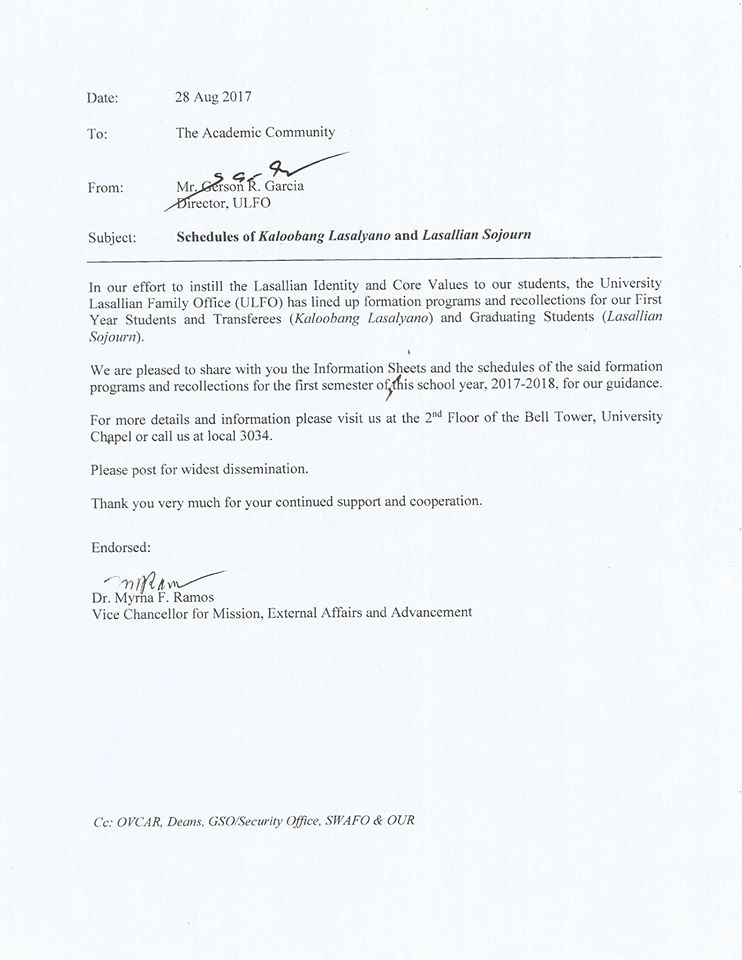 Date: 28 Aug 2017
To: The Academic Community
From: Mr. Gerson R. Garcia
Director, ULFO
Subject: Schedules of Kaloobang Lasalyano and Lasallian Sojourn
In our effort to instill the Lasallian Identity and Core Values to our students, the University
Lasallian Family Office (ULFO) has lined up formation programs and recollections for our First
Year Students and Transferees (Kaloobang Lasalyano) and Graduating Students (Lasallian
Sojourn).
We are pleased to share with you the Information Sheets and the schedules of the said formation
programs and recollections for the first semester of this school year, 2017-2018, for our guidance.
For more details and information please visit us at the 2nd Floor of the Bell Tower, University
Chapel or call us at local 3034.
Please post for widest dissemination.
Thank you very much for your continued support and cooperation.
Endorsed:
Dr. Myrna F. Ramos
Vice Chancellor for Mission, External Affairs and Advancement
Cc: OVCAR, Deans, GSO/Security Office, SWAFO & OUR